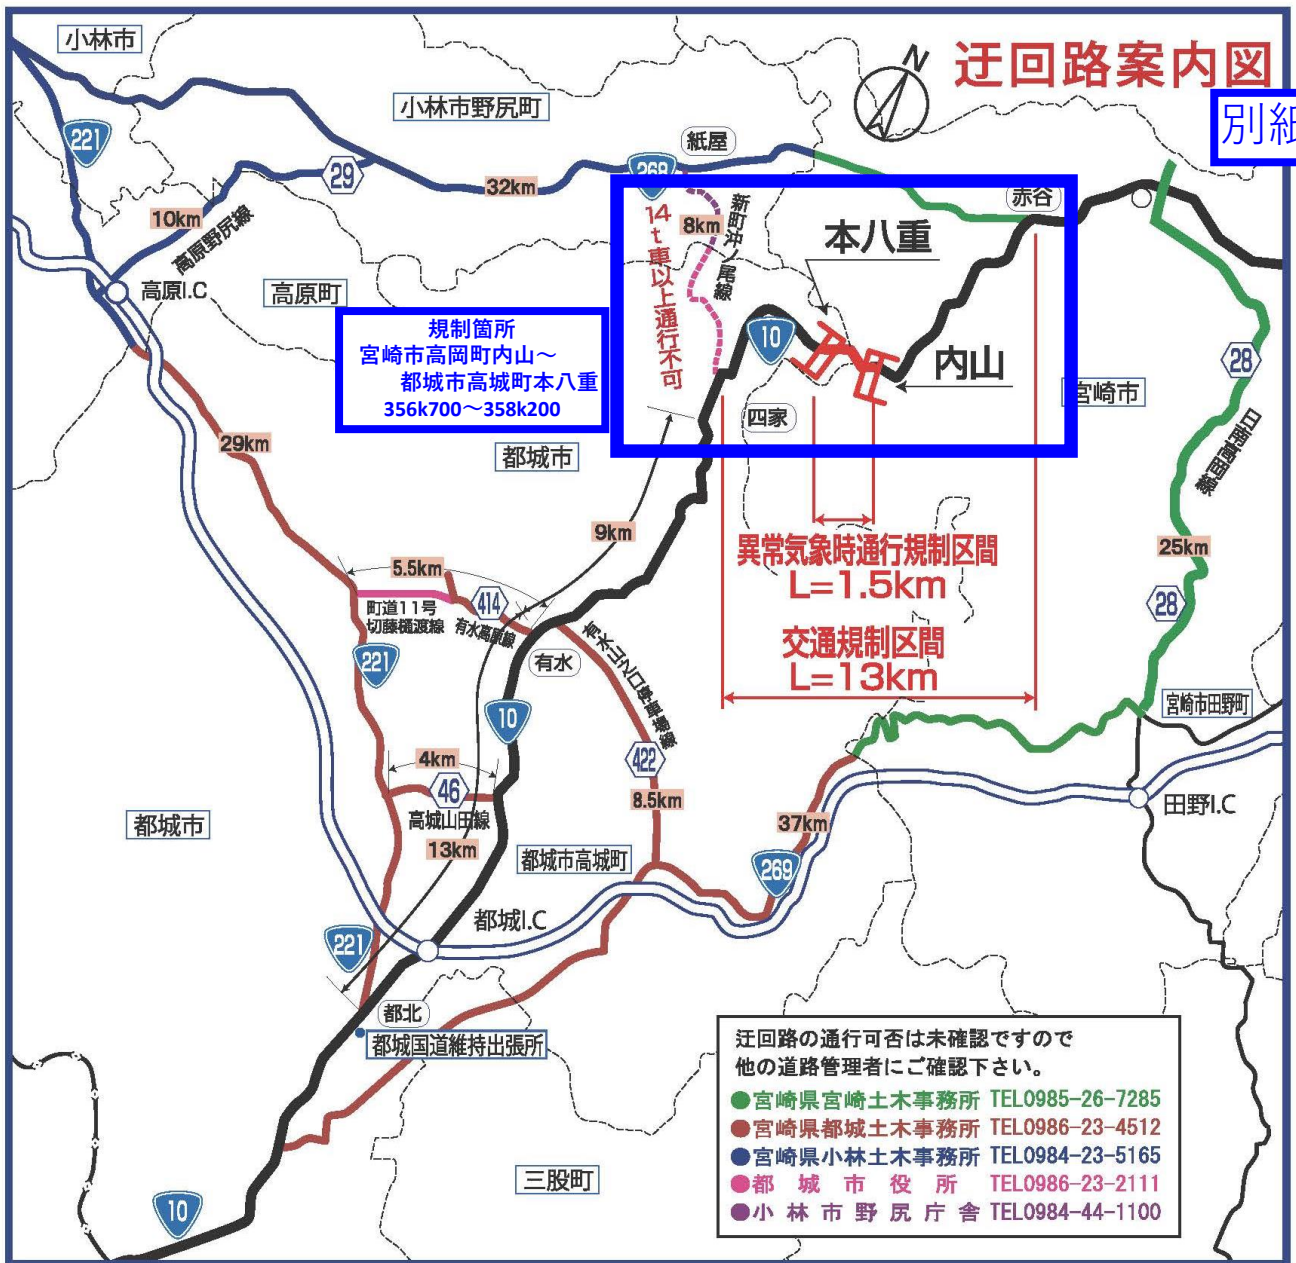 迂回路案内図
別紙
N
小林市
小林市野尻町
紙屋
221
29
268
32km
10km
高原野尻線
高原I.C
高原町
14t車以上通行不可
8km
新町沖ノ尾線
本八重
赤谷
10
内山
宮崎市
28
日南高岡線
25km
28
規制箇所
宮崎市高岡町内山～
都城市高城町本八重
356k700～358k200
四家
都城市
29km
9km
異常気象時通行規制区間
L=1.5km
交通規制区間
L=13km
5.5km
町道11号
切藤樋渡線
414
有水高原線
有水
221
10
422
8.5km
4km
46
高城山田線
13km
都城市
都城市高城町
37km
269
宮崎市田野町
田野I.C
都城I.C
221
都北
都城国道維持出張所
三股町
10
迂回路の通行可否は未確認ですので
他の道路管理者にご確認下さい。
●宮崎県宮崎土木事務所 TEL0985-26-7285
●宮崎県都城土木事務所 TEL0986-23-4512
●宮崎県小林土木事務所 TEL0984-23-5165
●都城市役所 TEL0986-23-2111
●小林市野尻庁舎 TEL0984-44-1100